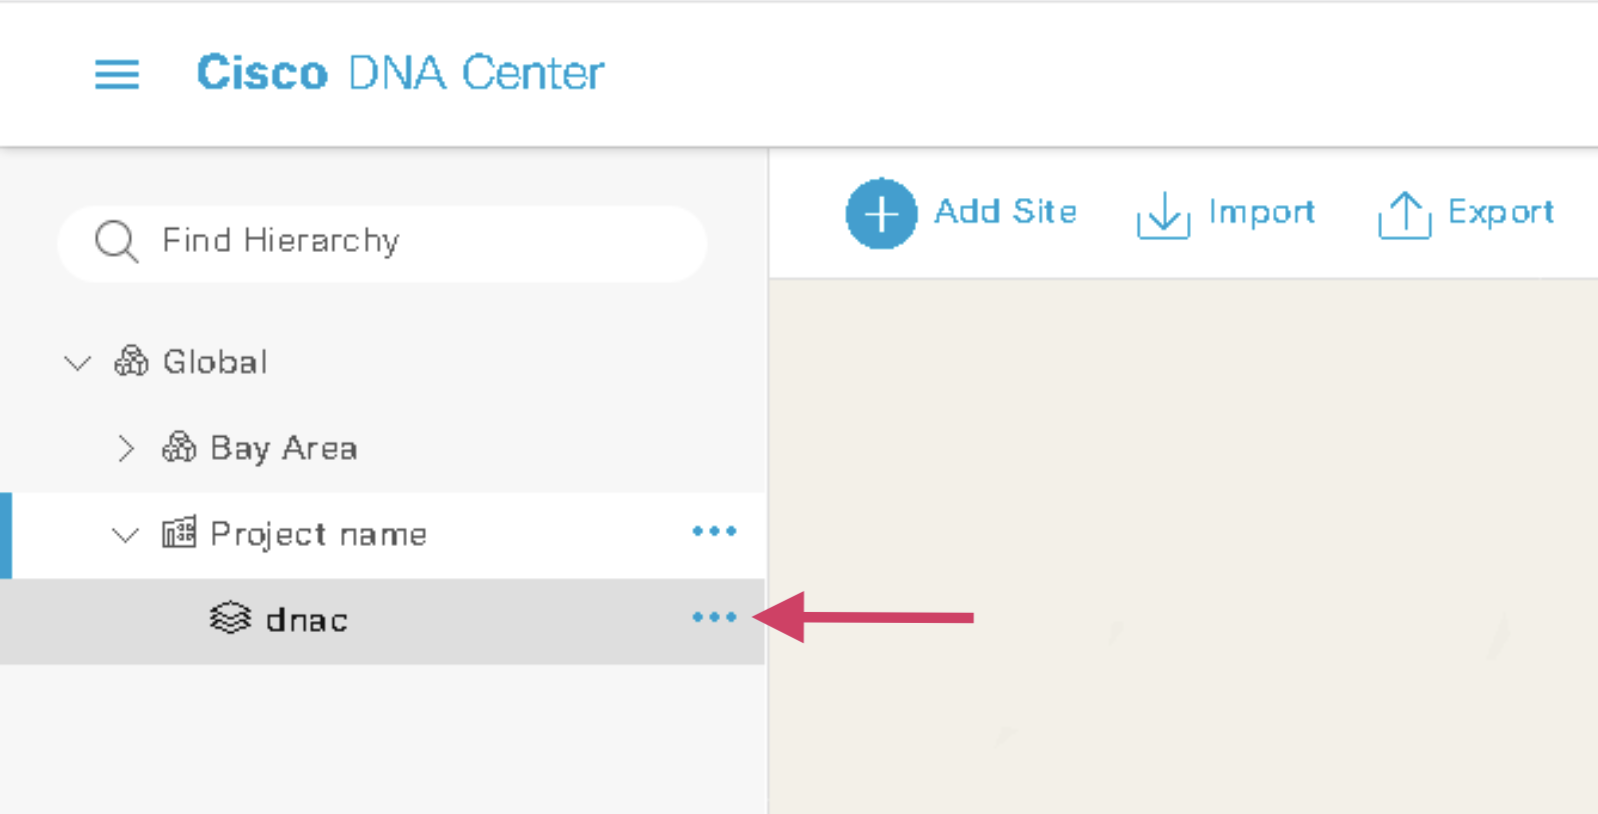 Cisco DNA Center
Find Hierarchy
Add Site Import Export
Global
Bay Area
Project name
dnac